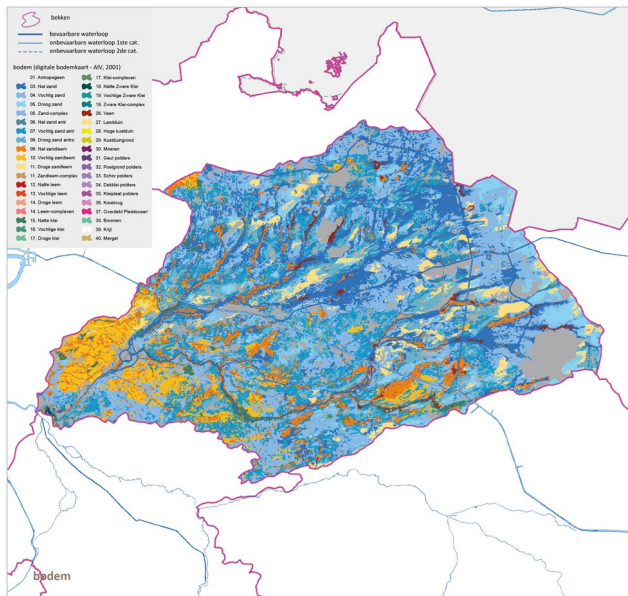 bekken
bevaarbare waterloop
onbevaarbare waterloop 1ste cat.
onbevaarbare waterloop 2de cat.
bodem (digitale bodemkaart - AIV, 2001)
01. Antropogeen
03. Nat zand
04. Vochtig zand
05. Droog zand
05. Zand-complex
06. Nat zand antr
07. Vochtig zand antr
08. Droog zand antro
09. Nat zandleem
10. Vochtig zandleem
11. Droge zandleem
11. Zandleem-complex
12. Natte leem
13. Vochtige leem
14. Droge leem
14. Leem-complexen
15. Natte klei
16. Vochtige klei
17. Droge klei
17. Klei-complexen
18. Natte Zware Klei
19. Vochtige Zware Klei
19. Zware Klei-complex
26. Veen
27. Landduin
28. Hoge kustduin
29. Kustduingrond
30. Moeren
31. Geul polders
32. Poelgrond polders
33. Schor polders
34. Dekklei polders
35. Kleiplaat polders
36. Kreekrug
37. Overdekt Pleistoceen
38. Bronnen
39. Krijt
40. Mergel
bodem